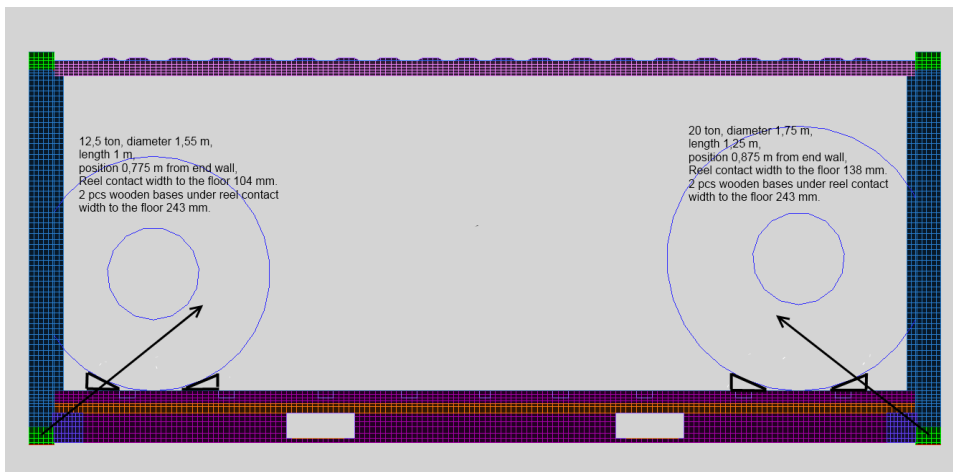 12,5 ton, diameter 1,55 m,
length 1 m,
position 0,775 m from end wall,
Reel contact width to the floor 104 mm.
2 pcs wooden bases under reel contact
width to the floor 243 mm.
20 ton, diameter 1,75 m,
length 1,25 m,
position 0,875 m from end wall,
Reel contact width to the floor 138 mm.
2 pcs wooden bases under reel contact
width to the floor 243 mm.